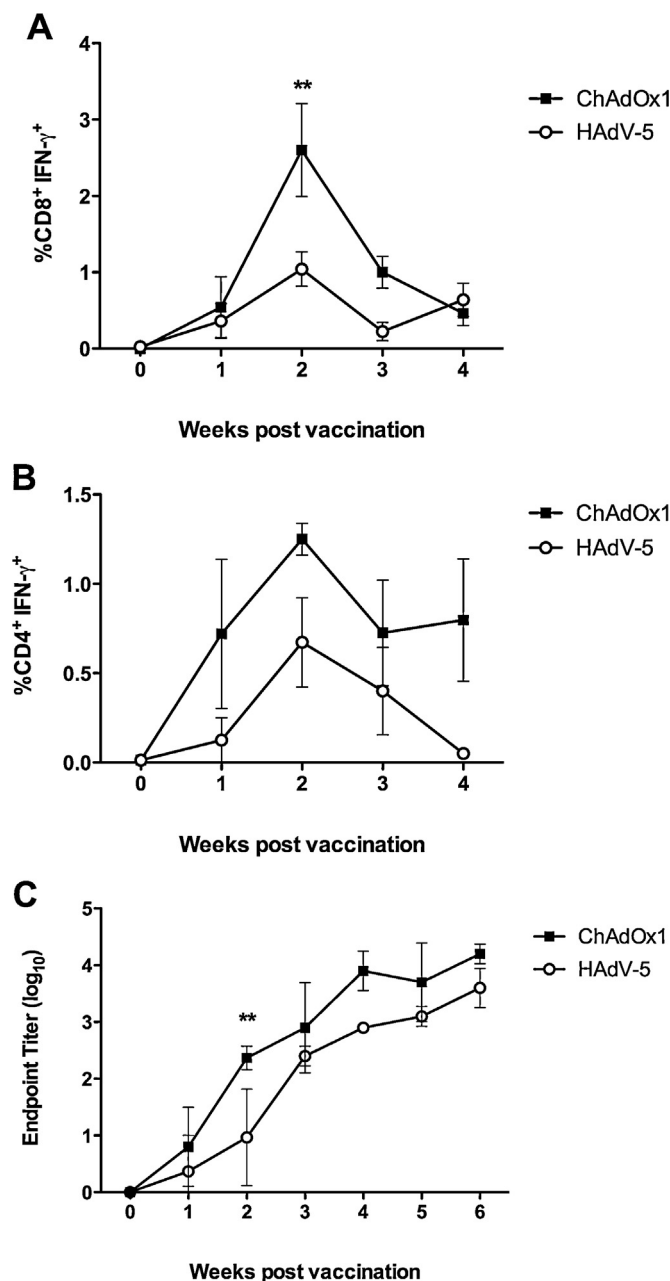 A
%CD8⁺ IFN-γ⁺
4
3
2
1
0
**
ChAdOx1
HAdV-5
0 1 2 3 4
Weeks post vaccination
B
%CD4⁺ IFN-γ⁺
1.5
1.0
0.5
0.0
ChAdOx1
HAdV-5
0 1 2 3 4
Weeks post vaccination
C
Endpoint Titer (log₁₀)
5
4
3
2
1
0
**
ChAdOx1
HAdV-5
0 1 2 3 4 5 6
Weeks post vaccination